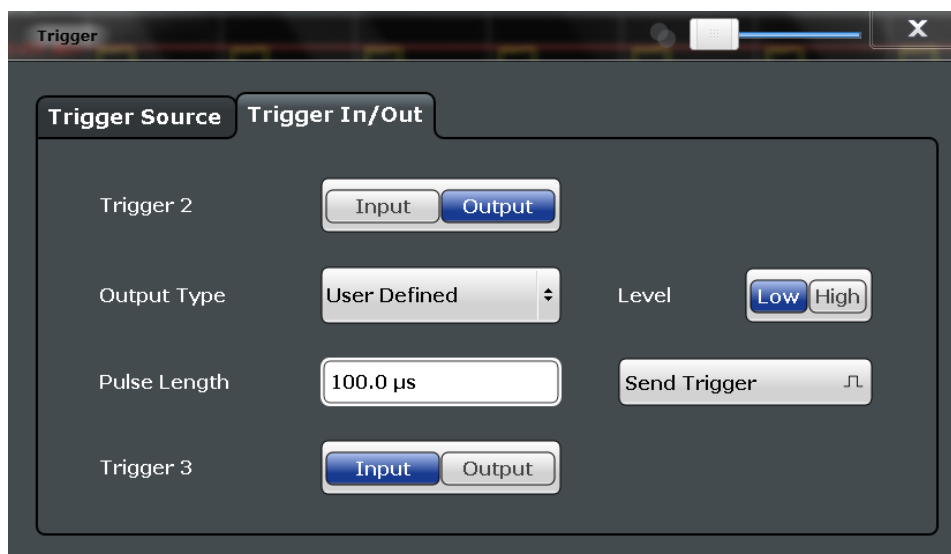 Trigger
X
Trigger Source
Trigger In/Out
Trigger 2
Input
Output
Output Type
User Defined
Level
Low
High
Pulse Length
100.0 µs
Send Trigger
Trigger 3
Input
Output